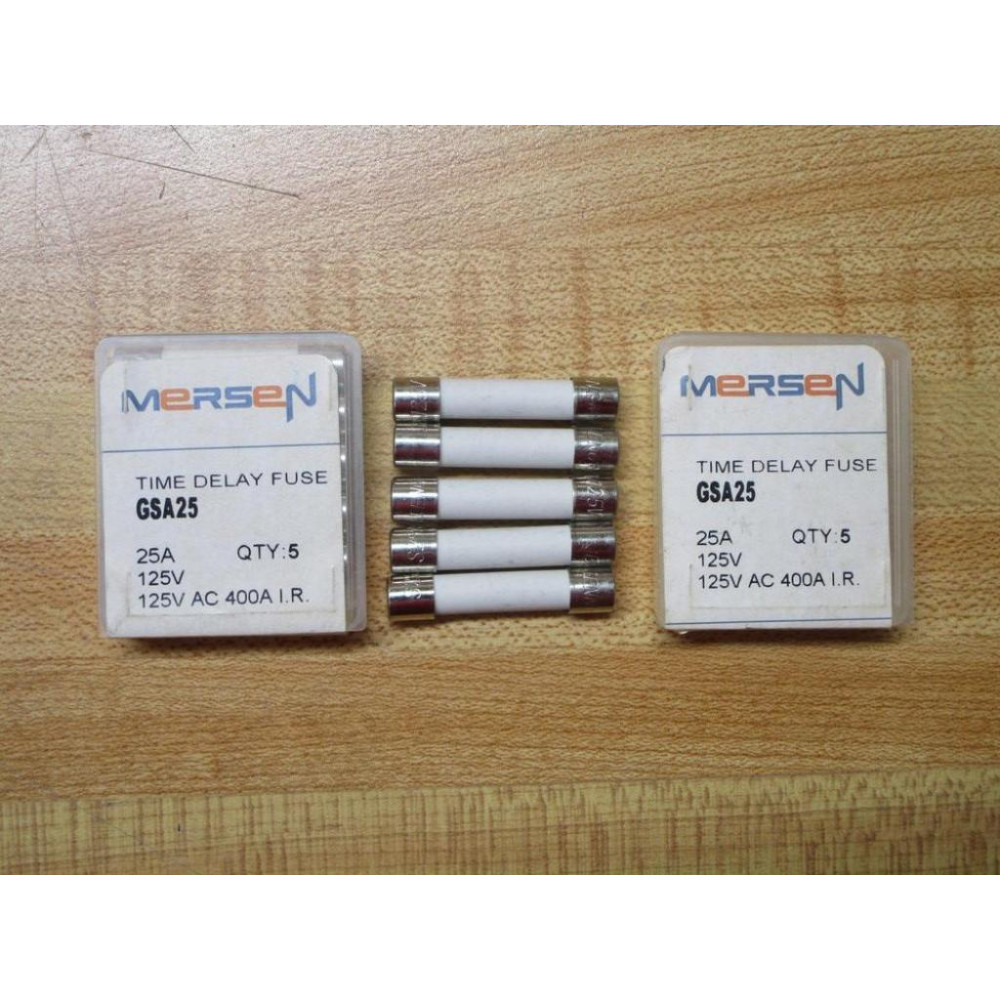 MERSEN
TIME DELAY FUSE
GSA25
25A QTY:5
125V
125V AC 400A I.R.
MERSEN
TIME DELAY FUSE
GSA25
25A QTY:5
125V
125V AC 400A I.R.